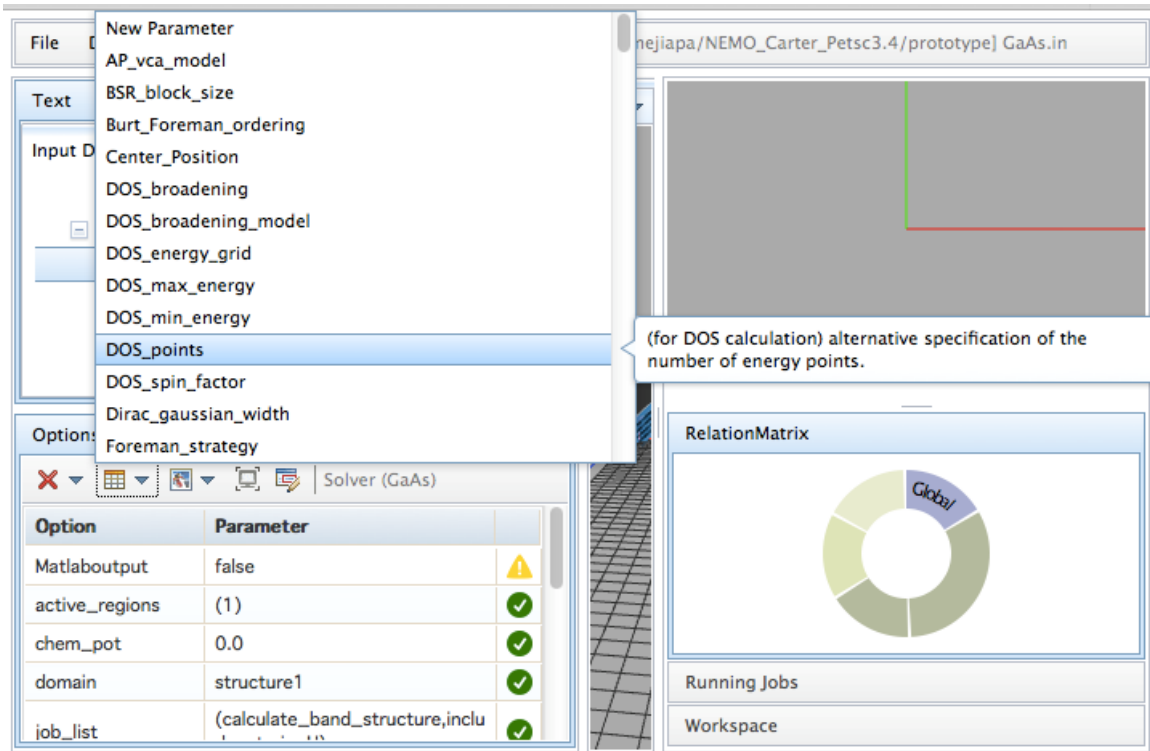 File
nejiapa/NEMO_Carter_Petsc3.4/prototype] GaAs.in
New Parameter
AP_vca_model
BSR_block_size
Burt_Foreman_ordering
Center_Position
DOS_broadening
DOS_broadening_model
DOS_energy_grid
DOS_max_energy
DOS_min_energy
DOS_points
DOS_spin_factor
Dirac_gaussian_width
Foreman_strategy
(for DOS calculation) alternative specification of the
number of energy points.
Text
Input D
Options
Solver (GaAs)
Option Parameter
Matlaboutput false
active_regions (1)
chem_pot 0.0
domain structure1
job_list (calculate_band_structure,inclu
RelationMatrix
Global
Running Jobs
Workspace